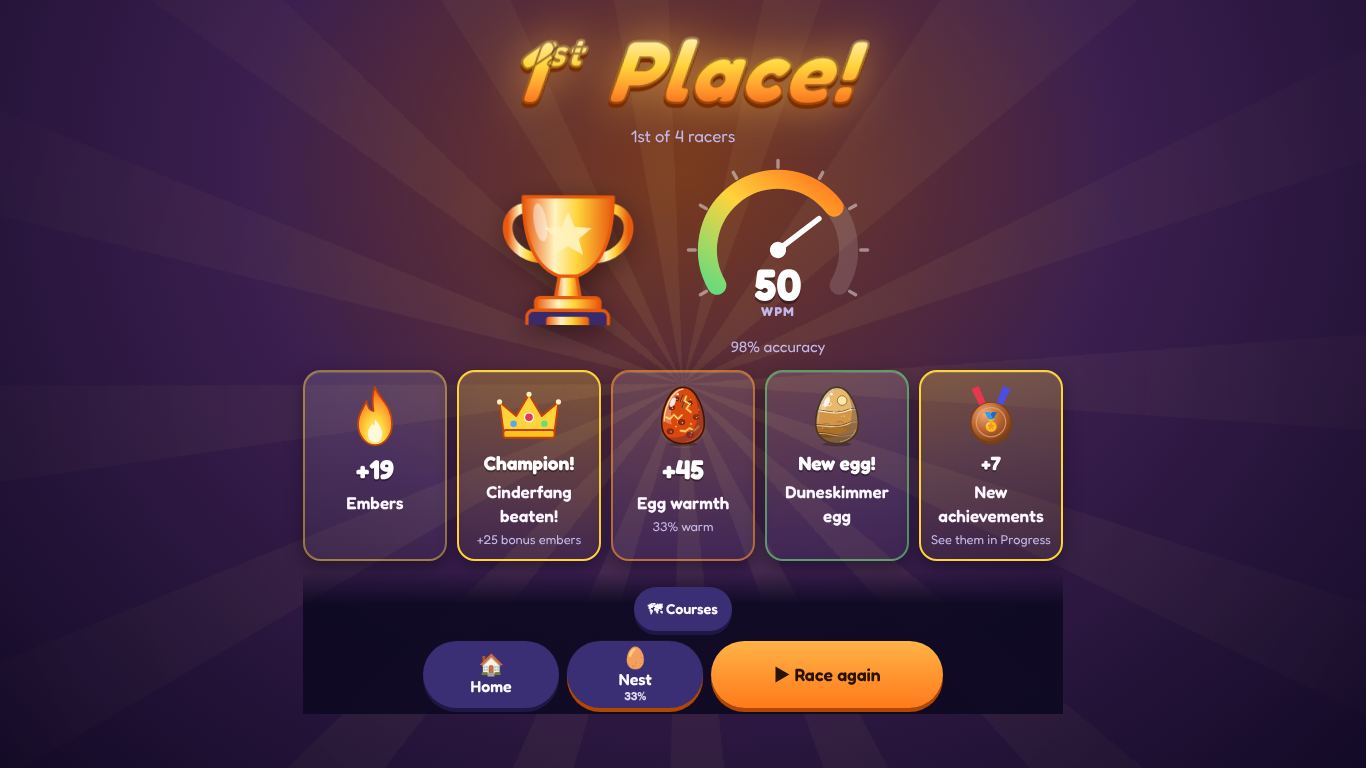 1st Place!
1st of 4 racers
50
WPM
98% accuracy
+19
Embers
Champion!
Cinderfang
beaten!
+25 bonus embers
+45
Egg warmth
33% warm
New egg!
Duneskimmer
egg
+7
New
achievements
See them in Progress
Courses
Home
Nest
33%
Race again